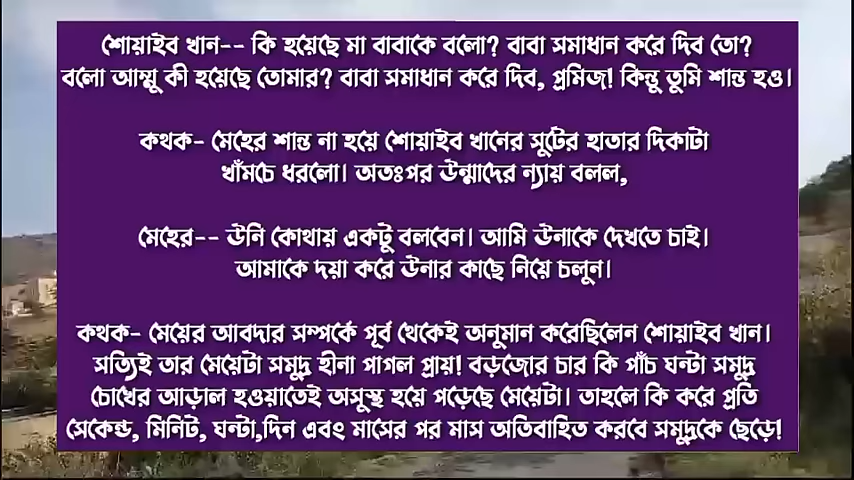 শোয়াইব খান-- কি হয়েছে মা বাবাকে বলো? বাবা সমাধান করে দিব তো?
বলো আম্মু কী হয়েছে তোমার? বাবা সমাধান করে দিব, প্রমিজ! কিন্তু তুমি শান্ত হও।
কথক- মেহের শান্ত না হয়ে শোয়াইব খানের সুটের হাতার দিকাটা
খাঁমচে ধরলো। অতঃপর উন্মাদের ন্যায় বলল,
মেহের-- উনি কোথায় একটু বলবেন। আমি উনাকে দেখতে চাই।
আমাকে দয়া করে উনার কাছে নিয়ে চলুন।
কথক- মেয়ের আবদার সম্পর্কে পূর্ব থেকেই অনুমান করেছিলেন শোয়াইব খান।
সত্যিই তার মেয়েটা সমুদ্র হীনা পাগল প্রায়! বড়জোর চার কি পাঁচ ঘন্টা সমুদ্র
চোখের আড়াল হওয়াতেই অসুস্থ হয়ে পড়েছে মেয়েটা। তাহলে কি করে প্রতি
সেকেন্ড, মিনিট, ঘন্টা,দিন এবং মাসের পর মাস অতিবাহিত করবে সমুদ্রকে ছেড়ে!